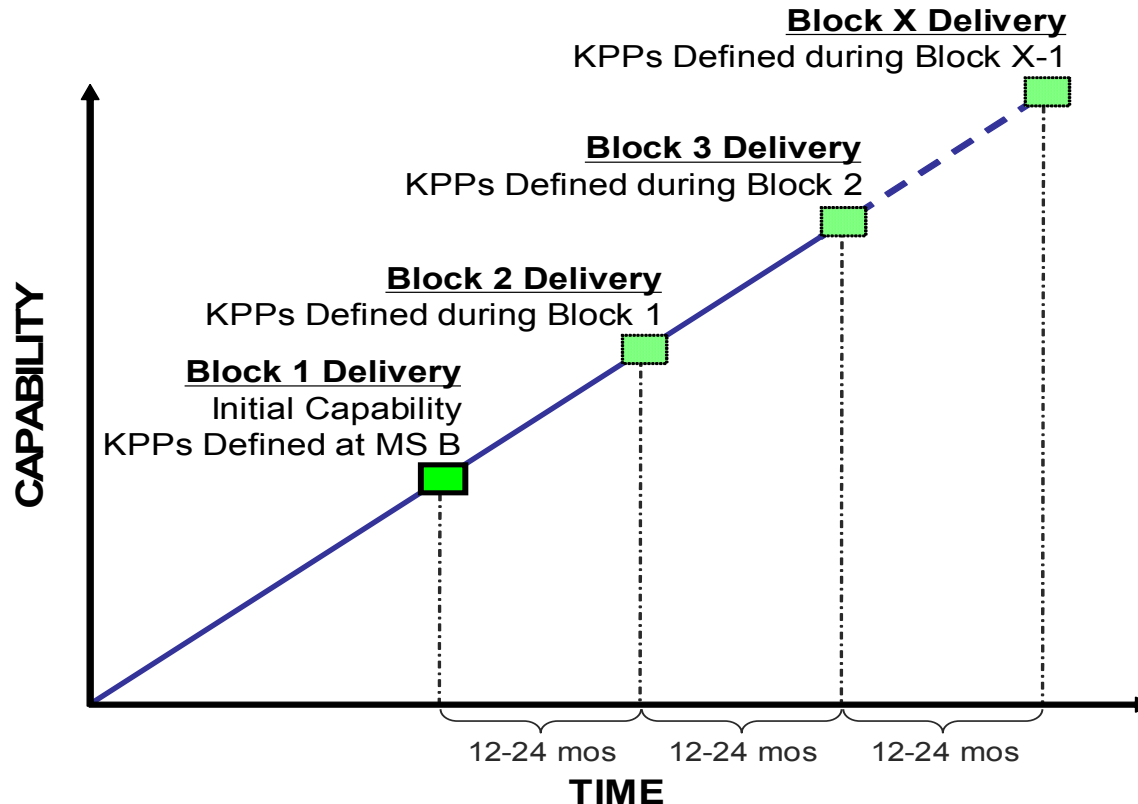 Block X Delivery
KPPs Defined during Block X-1
Block 3 Delivery
KPPs Defined during Block 2
Block 2 Delivery
KPPs Defined during Block 1
Block 1 Delivery
Initial Capability
KPPs Defined at MS B
CAPABILITY
12-24 mos
12-24 mos
12-24 mos
TIME